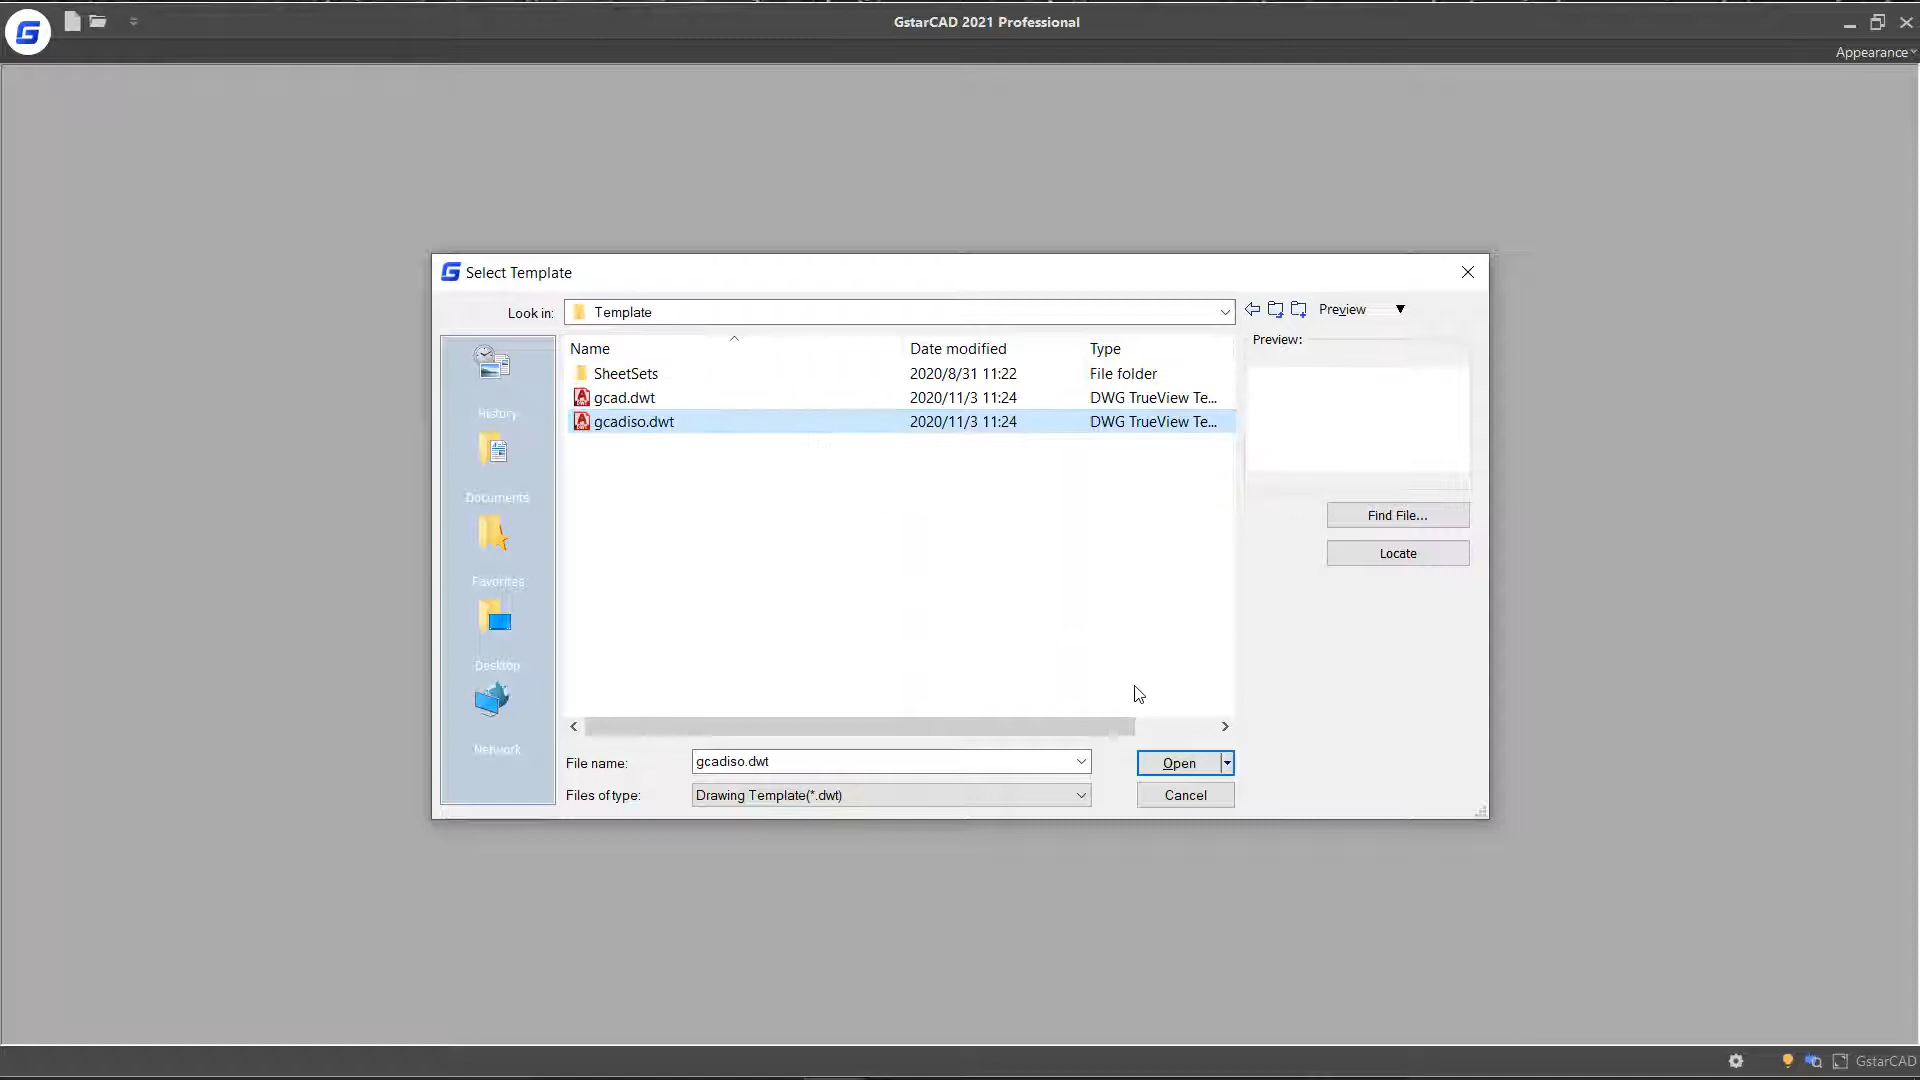 GstarCAD 2021 Professional
Appearance
Select Template
Look in:
Template
Preview
Preview:
Name
Date modified
Type
SheetSets
2020/8/31 11:22
File folder
gcad.dwt
2020/11/3 11:24
DWG TrueView Te...
gcadiso.dwt
2020/11/3 11:24
DWG TrueView Te...
History
Documents
Favorites
Desktop
Network
Find File...
Locate
File name:
gcadiso.dwt
Open
Files of type:
Drawing Template(*.dwt)
Cancel
GstarCAD